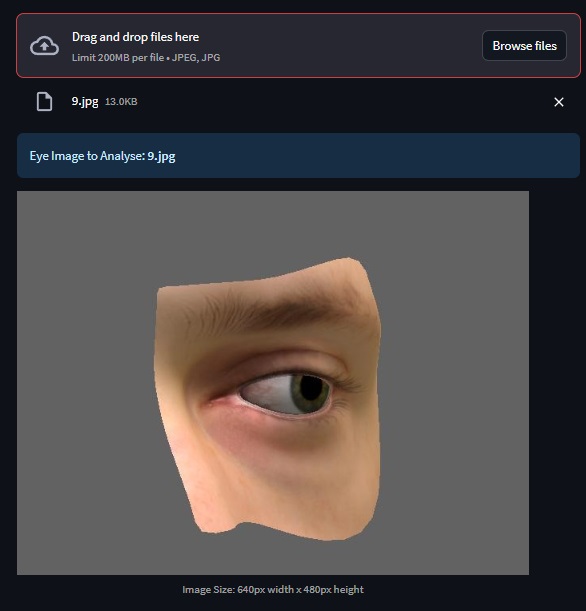 Drag and drop files here
Limit 200MB per file • JPEG, JPG
Browse files
9.jpg 13.0KB
Eye Image to Analyse: 9.jpg
Image Size: 640px width x 480px height